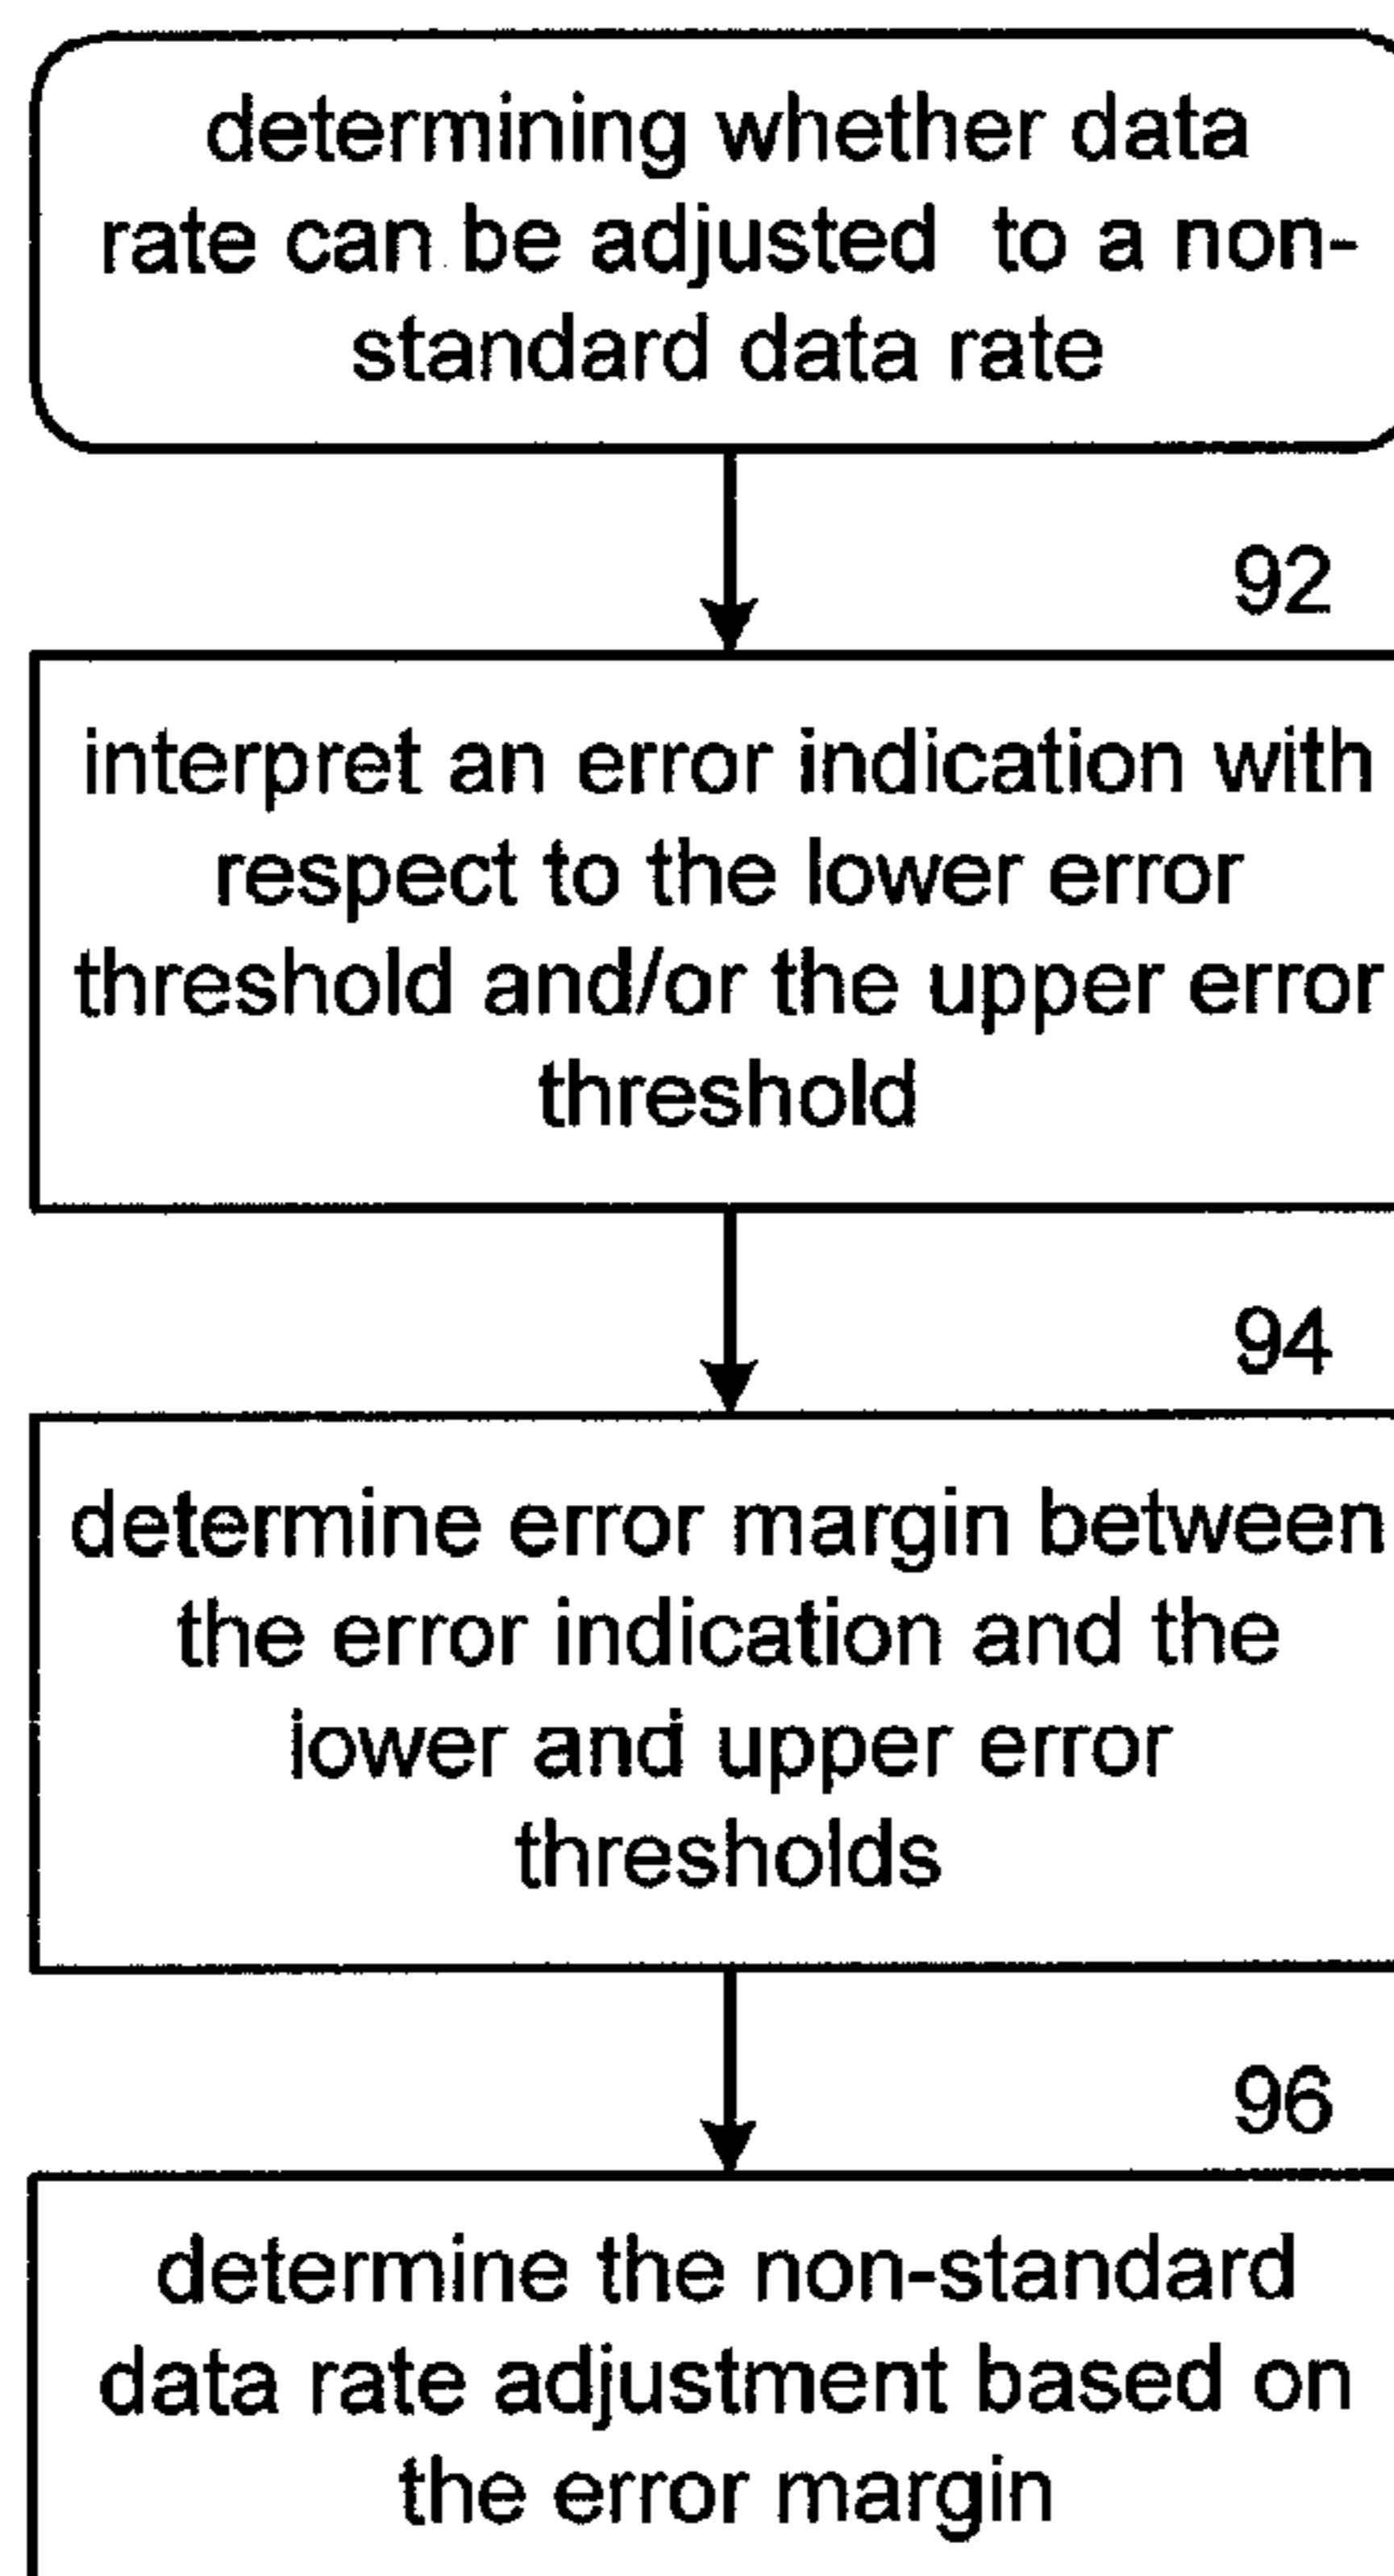 determining whether data
rate can be adjusted to a non-
standard data rate
92
interpret an error indication with
respect to the lower error
threshold and/or the upper error
threshold
94
determine error margin between
the error indication and the
lower and upper error
thresholds
96
determine the non-standard
data rate adjustment based on
the error margin